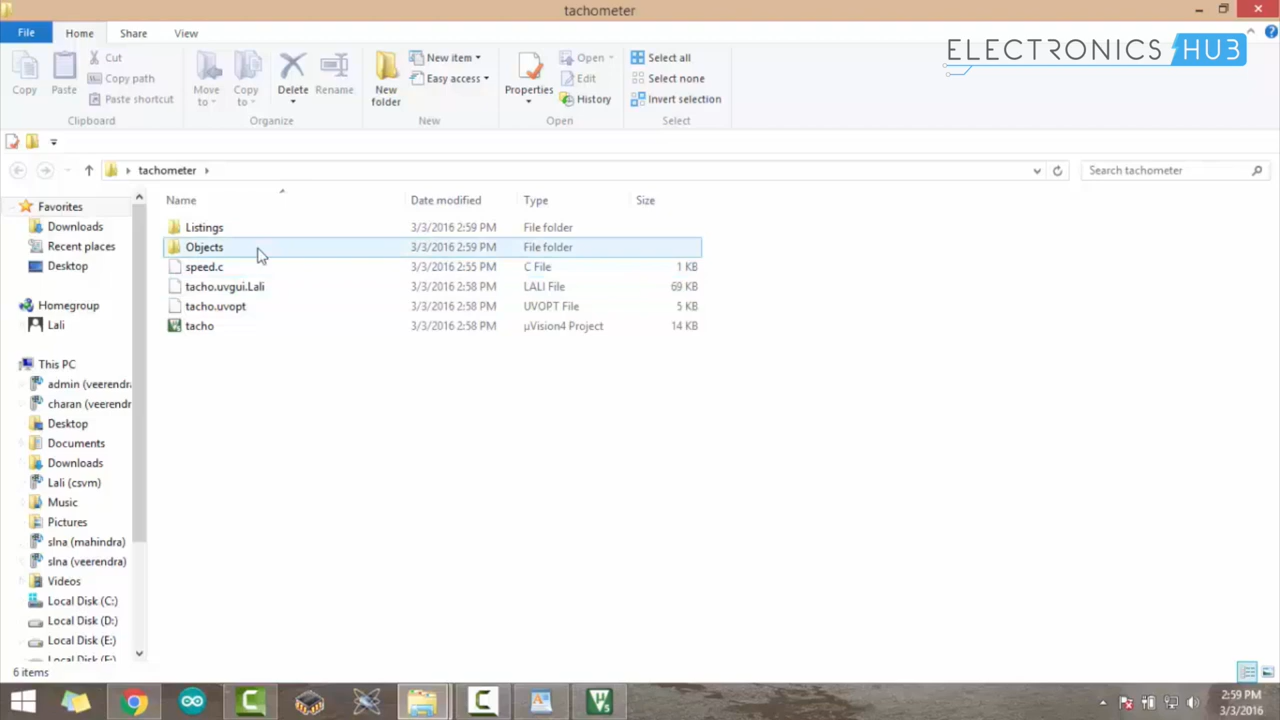 tachometer
File Home Share View
ELECTRONICS HUB
Copy Paste Cut Copy path Paste shortcut
Move to Copy to Delete Rename
New folder New item Easy access
Properties Open Edit History
Select all Select none Invert selection
Clipboard Organize New Open Select
tachometer
Search tachometer
Name Date modified Type Size
Listings 3/3/2016 2:59 PM File folder
Objects 3/3/2016 2:59 PM File folder
speed.c 3/3/2016 2:55 PM C File 1 KB
tacho.uvgui.Lali 3/3/2016 2:58 PM LALI File 69 KB
tacho.uvopt 3/3/2016 2:58 PM UVOPT File 5 KB
tacho 3/3/2016 2:58 PM µVision4 Project 14 KB
Favorites
Downloads
Recent places
Desktop
Homegroup
Lali
This PC
admin (veerendra
charan (veerendr
Desktop
Documents
Downloads
Lali (csvm)
Music
Pictures
slna (mahindra)
slna (veerendra)
Videos
Local Disk (C:)
Local Disk (D:)
Local Disk (E:)
6 items
2:59 PM
3/3/2016